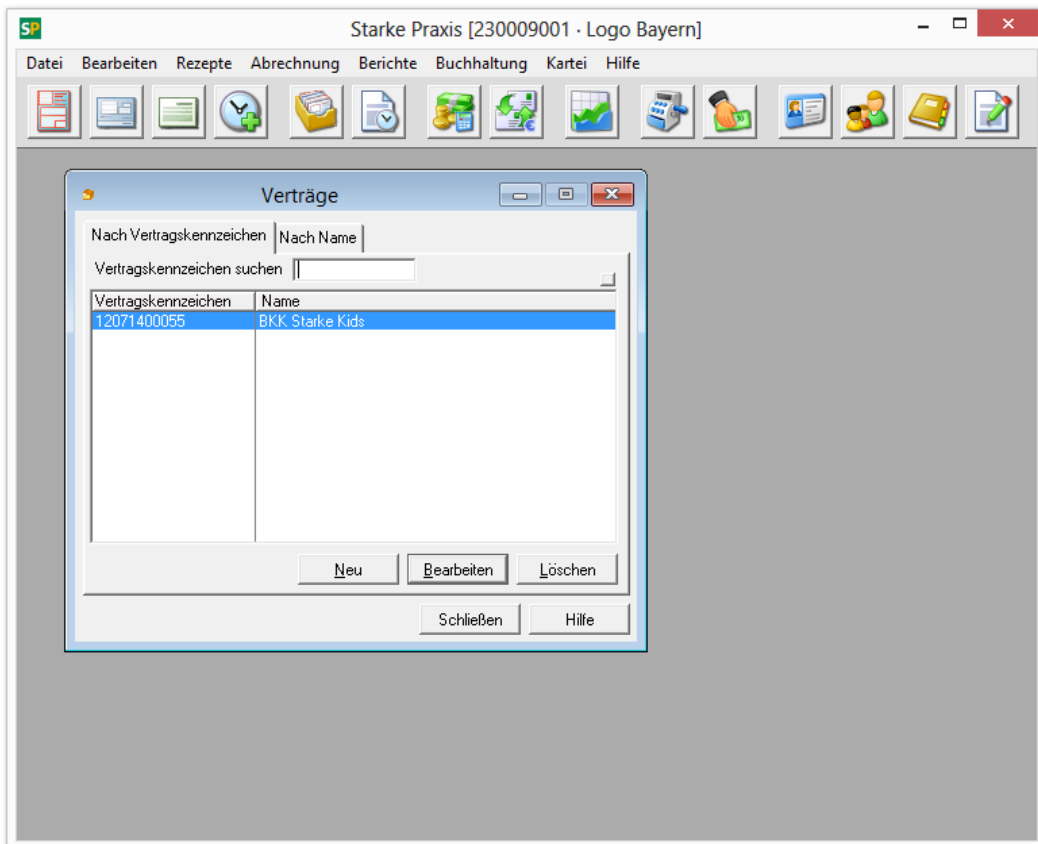 SP Starke Praxis [230009001 · Logo Bayern]
Datei Bearbeiten Rezepte Abrechnung Berichte Buchhaltung Kartei Hilfe
Verträge
Nach Vertragskennzeichen Nach Name
Vertragskennzeichen suchen
Vertragskennzeichen Name
12071400055 BKK Starke Kids
Neu Bearbeiten Löschen
Schließen Hilfe